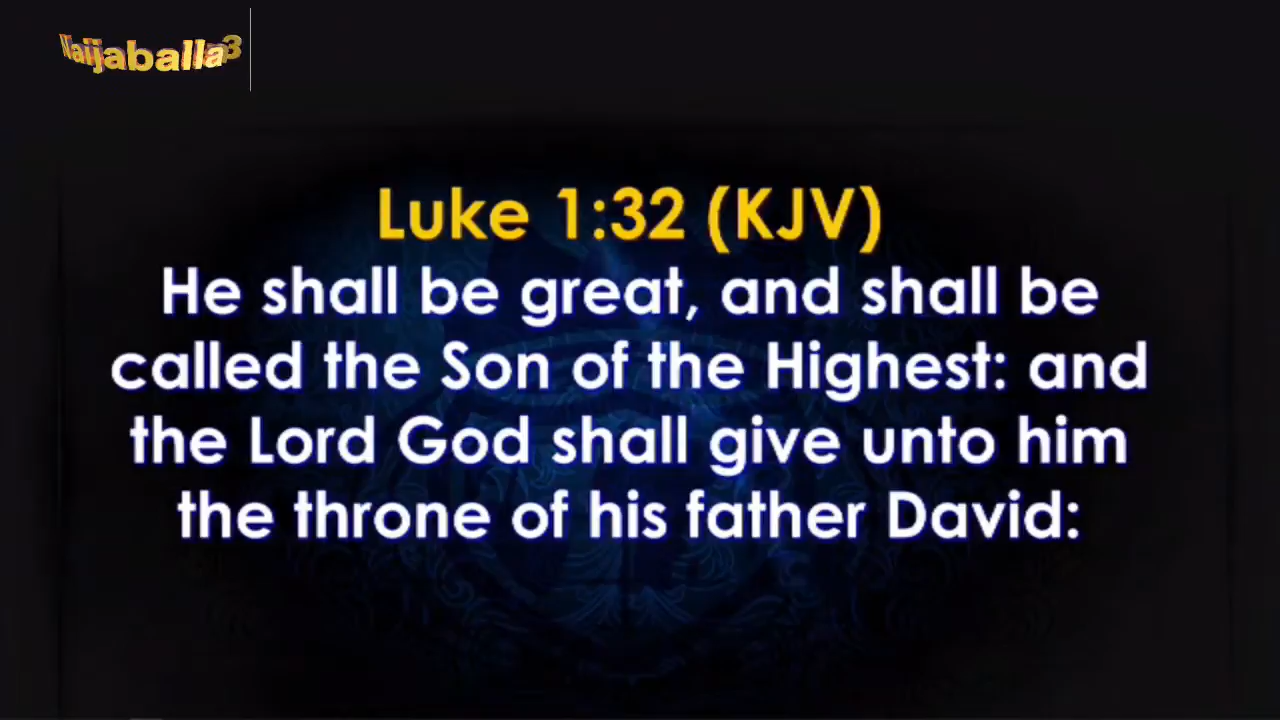 Naijaballa3
Luke 1:32 (KJV)
He shall be great, and shall be
called the Son of the Highest: and
the Lord God shall give unto him
the throne of his father David: